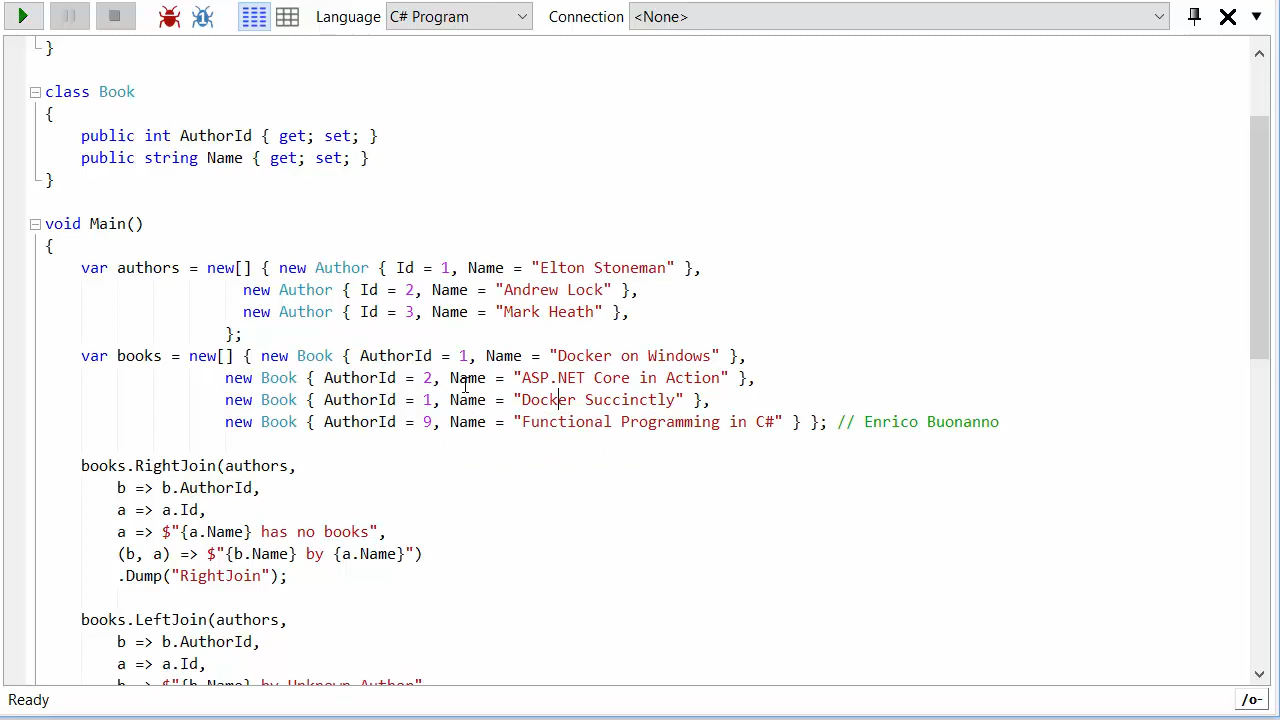 Language C# Program Connection <None>
}
class Book
{
public int AuthorId { get; set; }
public string Name { get; set; }
}
void Main()
{
var authors = new[] { new Author { Id = 1, Name = "Elton Stoneman" },
new Author { Id = 2, Name = "Andrew Lock" },
new Author { Id = 3, Name = "Mark Heath" },
};
var books = new[] { new Book { AuthorId = 1, Name = "Docker on Windows" },
new Book { AuthorId = 2, Name = "ASP.NET Core in Action" },
new Book { AuthorId = 1, Name = "Docker Succinctly" },
new Book { AuthorId = 9, Name = "Functional Programming in C#" } }; // Enrico Buonanno
books.RightJoin(authors,
b => b.AuthorId,
a => a.Id,
a => $"{a.Name} has no books",
(b, a) => $"{b.Name} by {a.Name}")
.Dump("RightJoin");
books.LeftJoin(authors,
b => b.AuthorId,
a => a.Id,
b => $"{b.Name} by Unknown Author"
Ready /o-